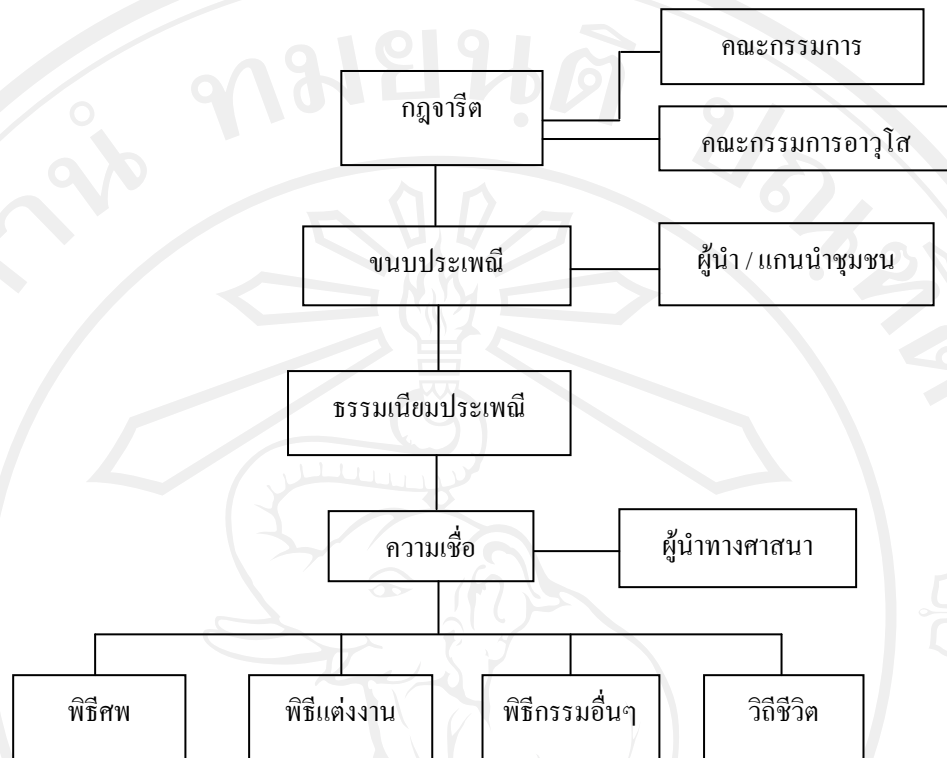 คณะกรรมการ
กฎจารีต
คณะกรรมการอาวุโส
ขนบประเพณี
ผู้นำ / แกนนำชุมชน
ธรรมเนียมประเพณี
ความเชื่อ
ผู้นำทางศาสนา
พิธีศพ
พิธีแต่งงาน
พิธีกรรมอื่นๆ
วิถีชีวิต